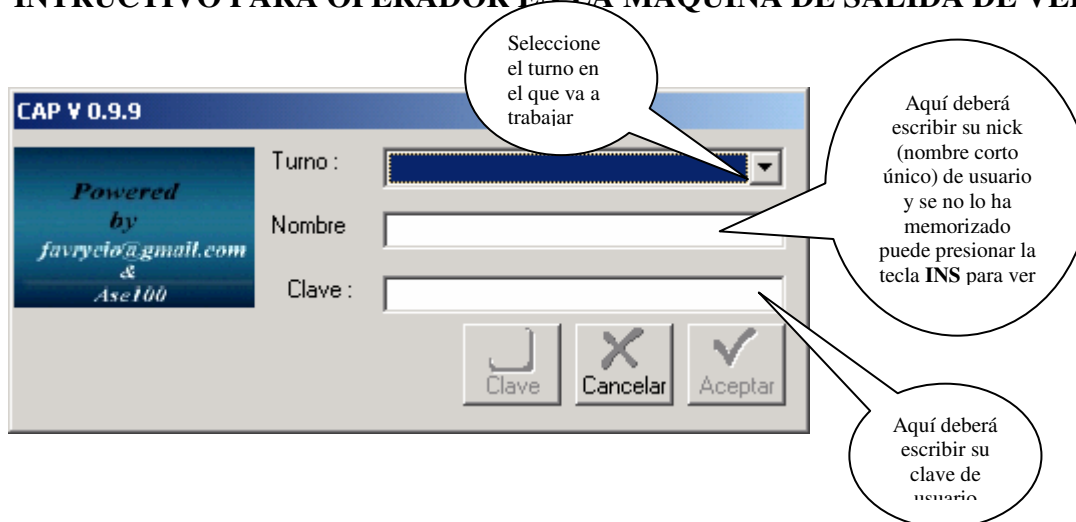 INTRUCTIVO PARA OPERADOR LA MAQUINA DE SALIDA DE
Seleccione
el turno en
el que va a
trabajar
CAP V 0.9.9
Powered
by
favrycio@gmail.com
&
Ase100
Turno :
Nombre
Clave :
Clave
Cancelar
Aceptar
Aquí deberá
escribir su nick
(nombre corto
único) de usuario
y se no lo ha
memorizado
puede presionar la
tecla INS para ver
Aquí deberá
escribir su
clave de
usuario